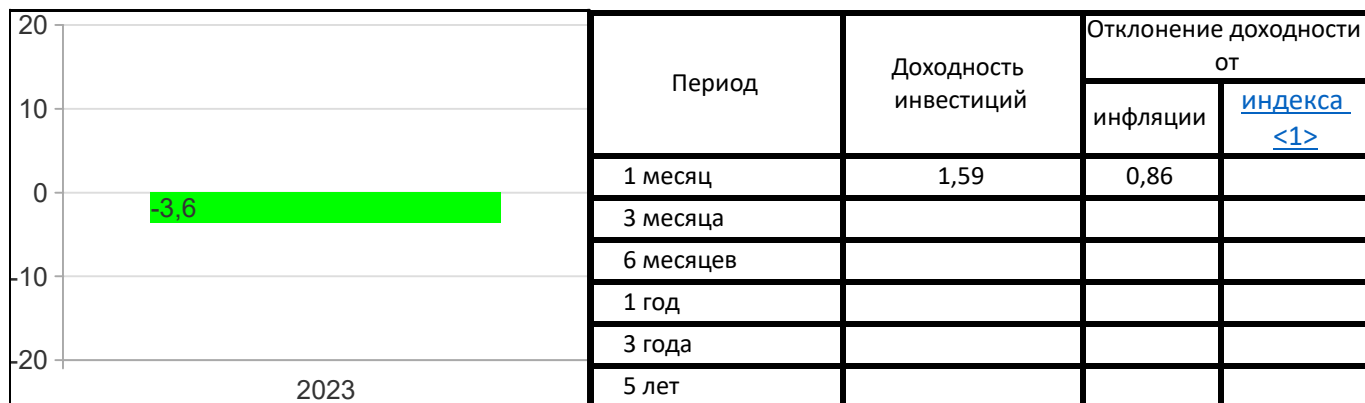 20
10
0
-10
-20
-3,6
2023
Период
Доходность
инвестиций
Отклонение доходности
от
инфляции
индекса
<1>
1 месяц 1,59 0,86
3 месяца
6 месяцев
1 год
3 года
5 лет